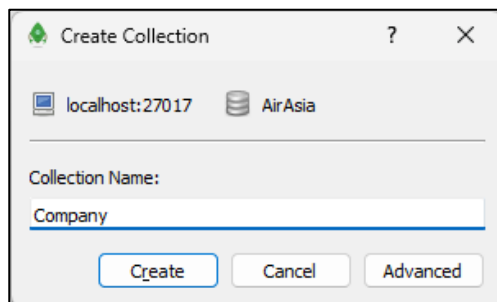 Create Collection ? X
localhost:27017 AirAsia
Collection Name:
Company
Create Cancel Advanced